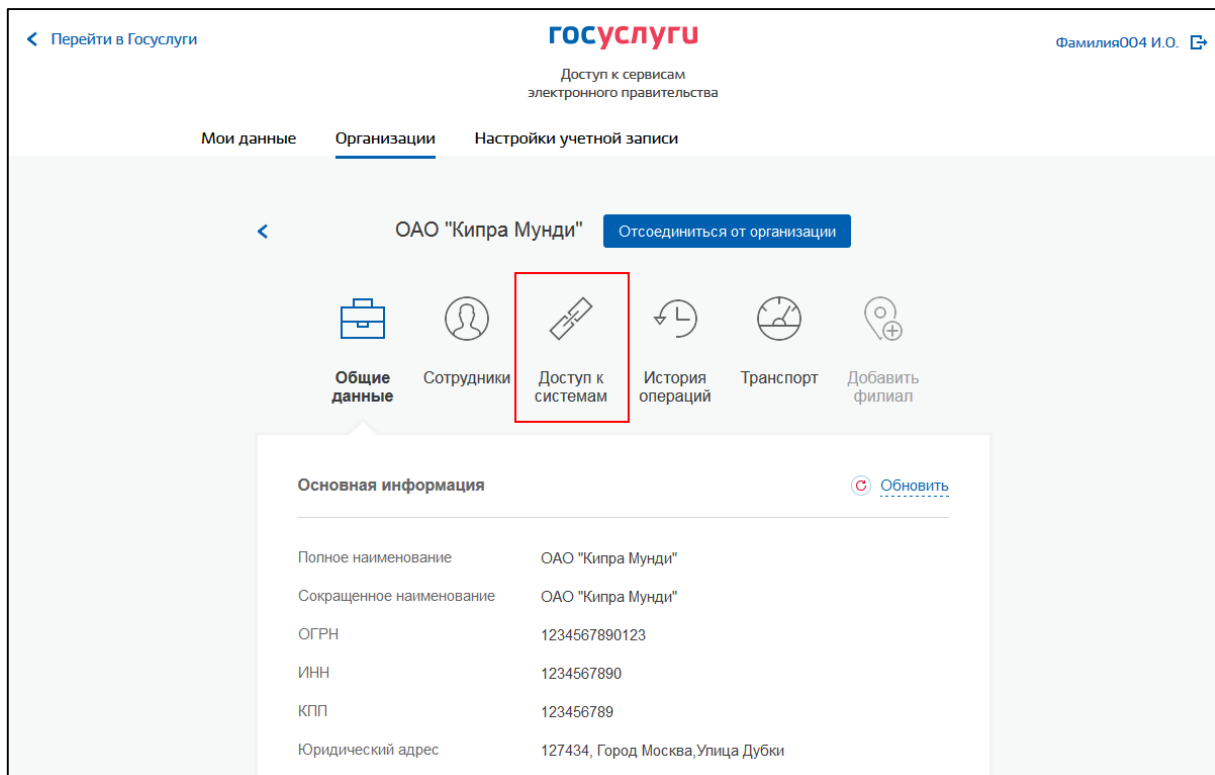 Перейти в Госуслуги
госуслуги
Фамилия004 И.О.
Доступ к сервисам
электронного правительства
Мои данные Организации Настройки учетной записи
ОАО "Кипра Мунди" Отсоединиться от организации
Общие данные
Сотрудники
Доступ к системам
История операций
Транспорт
Добавить филиал
Основная информация Обновить
Полное наименование ОАО "Кипра Мунди"
Сокращенное наименование ОАО "Кипра Мунди"
ОГРН 1234567890123
ИНН 1234567890
КПП 123456789
Юридический адрес 127434, Город Москва,Улица Дубки